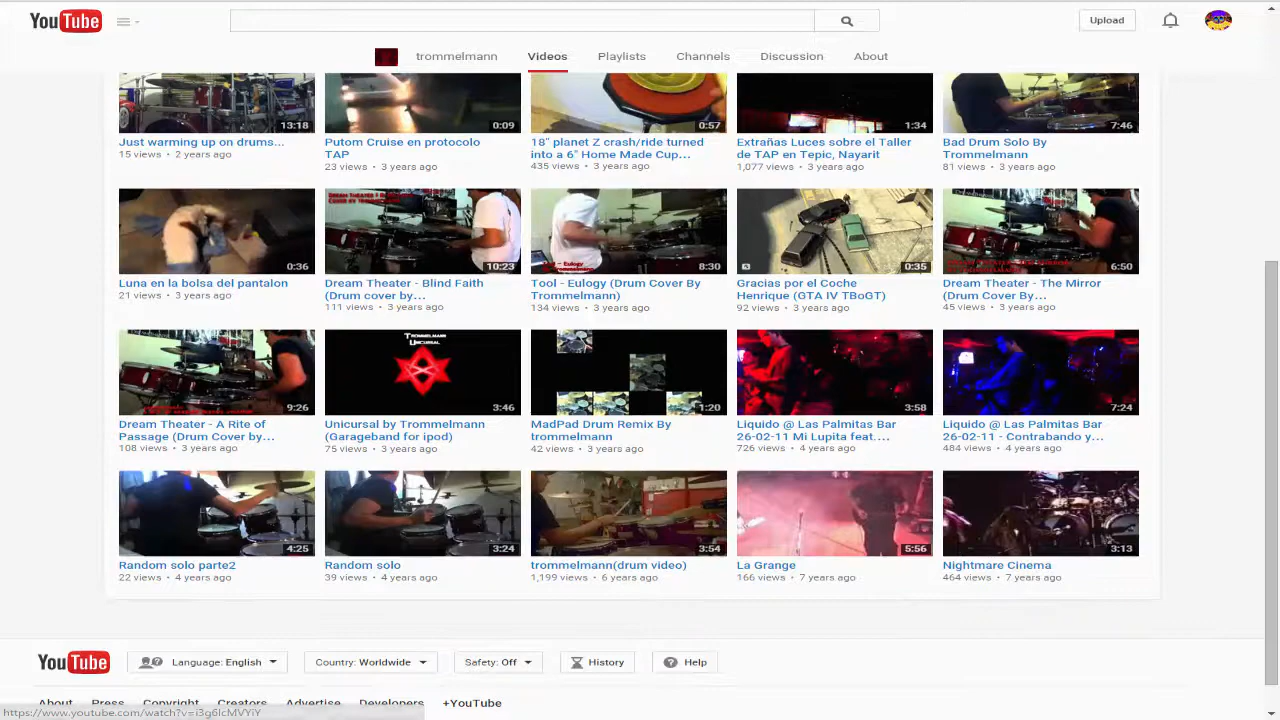 YouTube
Upload
trommelmann Videos Playlists Channels Discussion About
13:18 0:09 0:57 1:34 7:46
Just warming up on drums...
15 views • 2 years ago
Putom Cruise en protocolo
TAP
23 views • 3 years ago
18" planet Z crash/ride turned
into a 6" Home Made Cup...
435 views • 3 years ago
Extrañas Luces sobre el Taller
de TAP en Tepic, Nayarit
1,077 views • 3 years ago
Bad Drum Solo By
Trommelmann
81 views • 3 years ago
0:36 10:23 8:30 0:35 6:50
Luna en la bolsa del pantalon
21 views • 3 years ago
Dream Theater - Blind Faith
(Drum cover by...
111 views • 3 years ago
Tool - Eulogy (Drum Cover By
Trommelmann)
134 views • 3 years ago
Gracias por el Coche
Henrique (GTA IV TBoGT)
92 views • 3 years ago
Dream Theater - The Mirror
(Drum Cover By...
45 views • 3 years ago
Trommelmann
Unicursal
9:26 3:46 1:20 3:58 7:24
Dream Theater - A Rite of
Passage (Drum Cover by...
108 views • 3 years ago
Unicursal by Trommelmann
(Garageband for ipod)
75 views • 3 years ago
MadPad Drum Remix By
trommelmann
42 views • 3 years ago
Liquido @ Las Palmitas Bar
26-02-11 Mi Lupita feat....
726 views • 4 years ago
Liquido @ Las Palmitas Bar
26-02-11 - Contrabando y...
484 views • 4 years ago
4:25 3:24 3:54 5:56 3:13
Random solo parte2
22 views • 4 years ago
Random solo
39 views • 4 years ago
trommelmann(drum video)
1,199 views • 6 years ago
La Grange
166 views • 7 years ago
Nightmare Cinema
464 views • 7 years ago
YouTube Language: English Country: Worldwide Safety: Off History Help
About Press Copyright Creators Advertise Developers +YouTube
https://www.youtube.com/watch?v=i3g6lcMVYiY